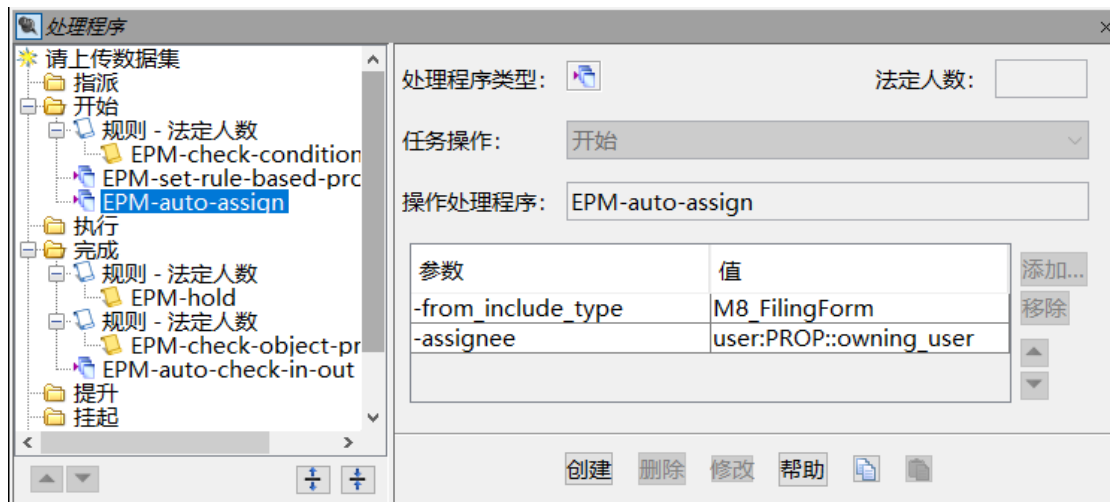 处理程序
请上传数据集
指派
开始
规则 - 法定人数
EPM-check-condition
EPM-set-rule-based-prc
EPM-auto-assign
执行
完成
规则 - 法定人数
EPM-hold
规则 - 法定人数
EPM-check-object-pr
EPM-auto-check-in-out
提升
挂起
处理程序类型:
法定人数:
任务操作:
开始
操作处理程序:
EPM-auto-assign
参数 值
-from_include_type M8_FilingForm
-assignee user:PROP::owning_user
添加...
移除
创建 删除 修改 帮助